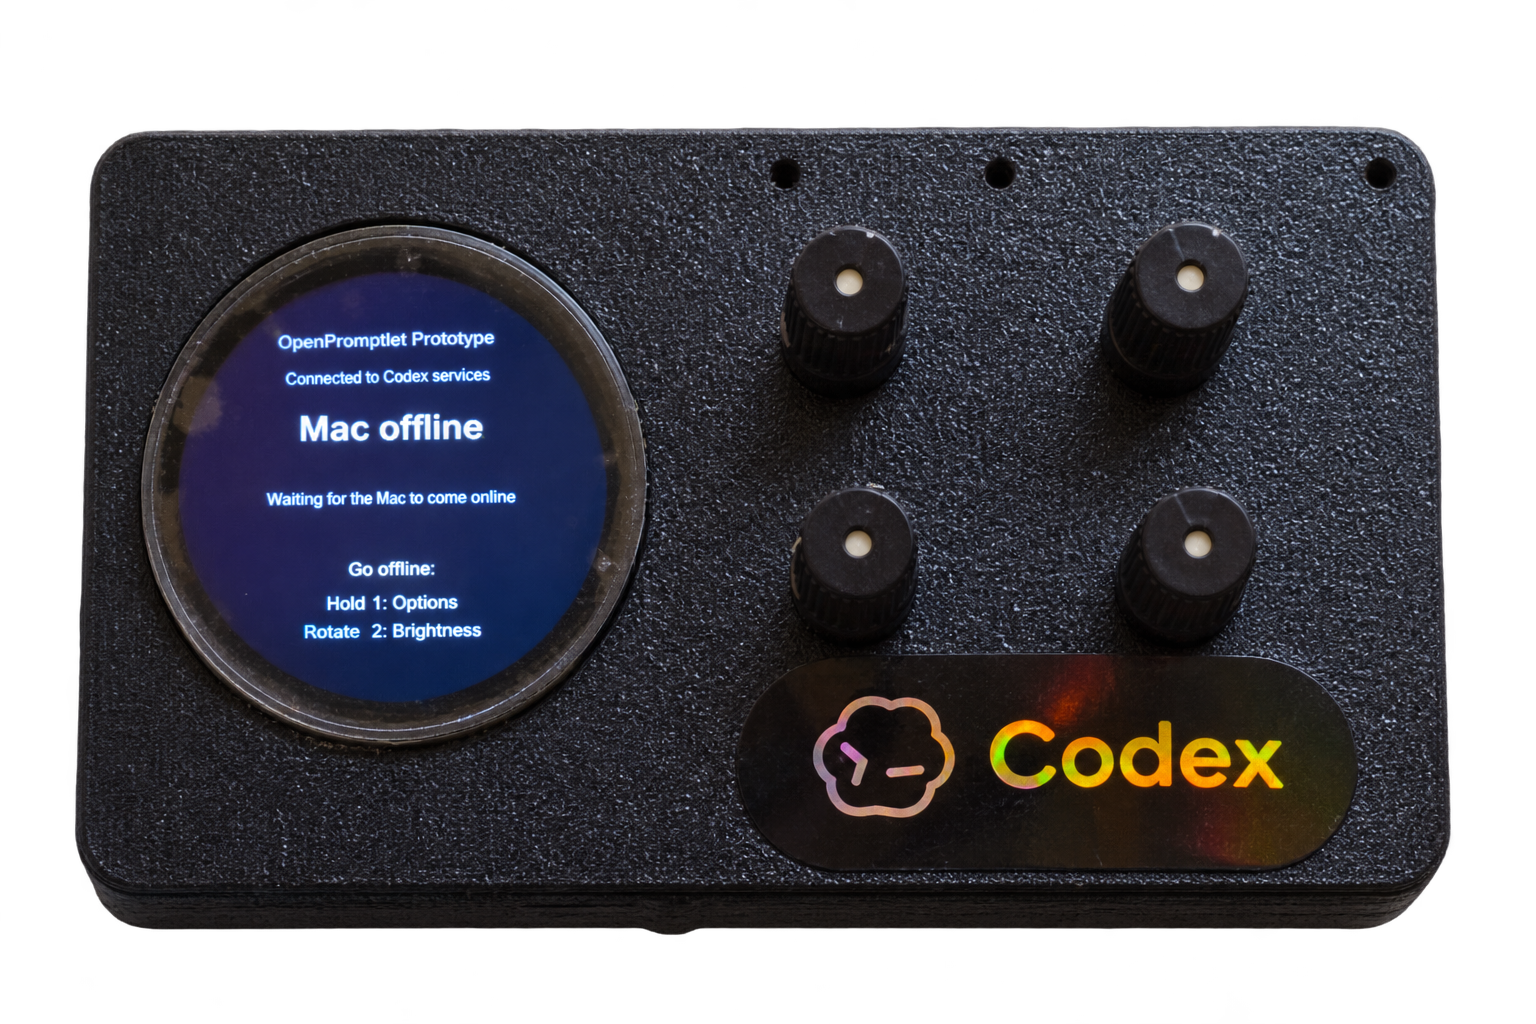 OpenPromptlet Prototype
Connected to Codex services
Mac offline
Waiting for the Mac to come online
Go offline:
Hold 1: Options
Rotate 2: Brightness
Codex